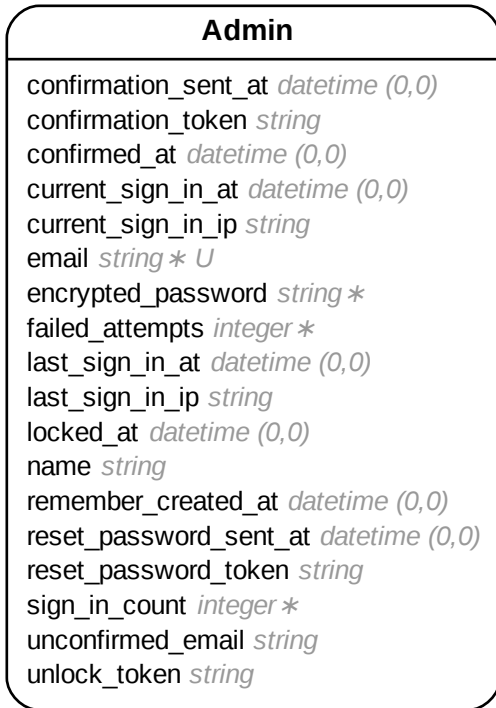 Admin
confirmation_sent_at datetime (0,0)
confirmation_token string
confirmed_at datetime (0,0)
current_sign_in_at datetime (0,0)
current_sign_in_ip string
email string ∗ U
encrypted_password string ∗
failed_attempts integer ∗
last_sign_in_at datetime (0,0)
last_sign_in_ip string
locked_at datetime (0,0)
name string
remember_created_at datetime (0,0)
reset_password_sent_at datetime (0,0)
reset_password_token string
sign_in_count integer ∗
unconfirmed_email string
unlock_token string